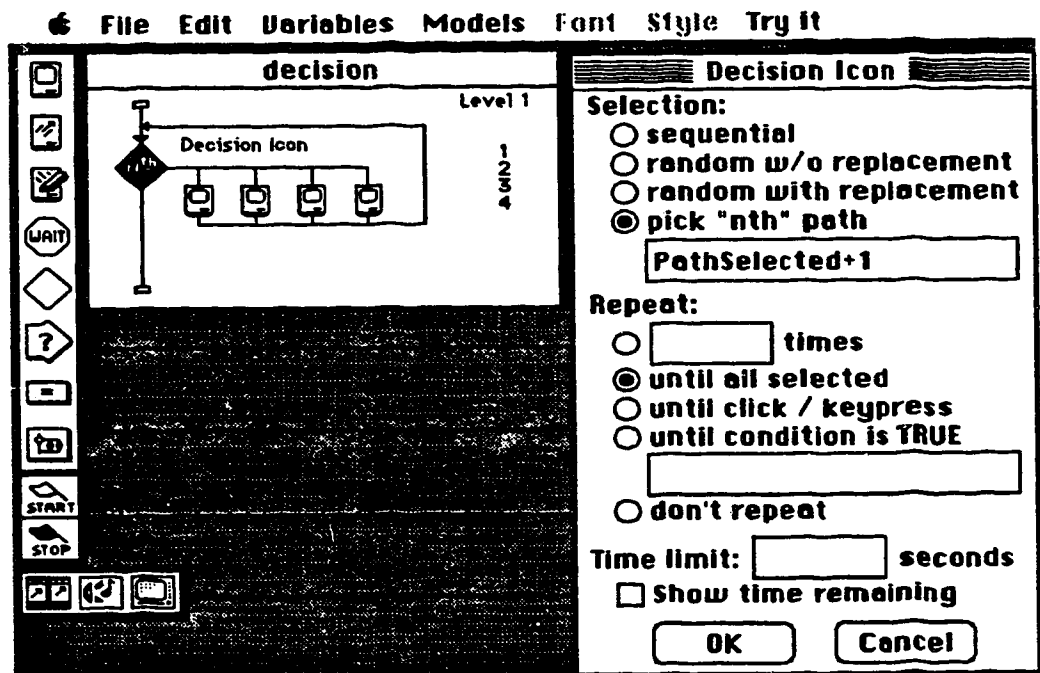 File Edit Variables Models Font Style Try It
decision
Level 1
Decision Icon
nth
1
2
3
4
WAIT
?
=
START
STOP
Decision Icon
Selection:
sequential
random w/o replacement
random with replacement
pick "nth" path
PathSelected+1
Repeat:
times
until all selected
until click / keypress
until condition is TRUE
don't repeat
Time limit: seconds
Show time remaining
OK Cancel